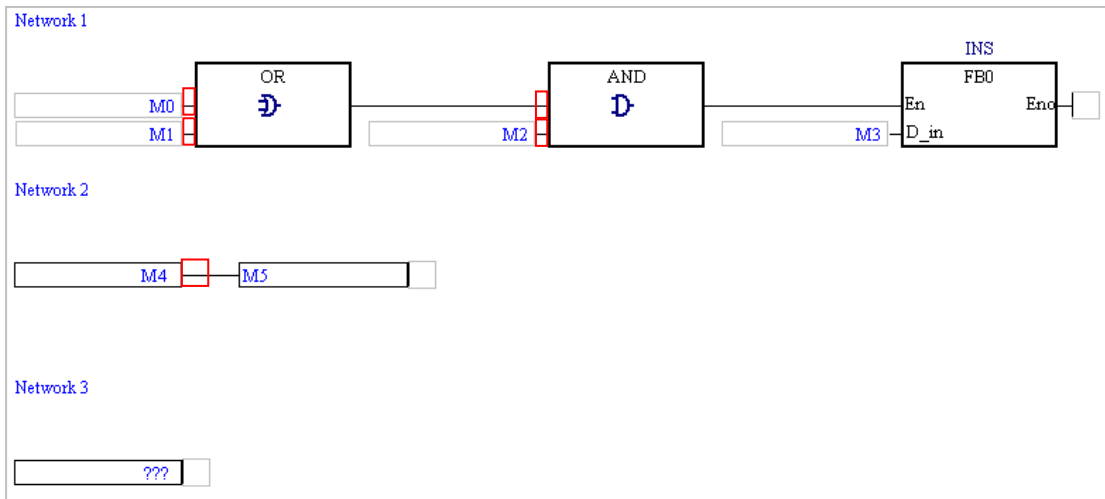 Network 1
INS
OR AND FB0
M0 En Eno
M1 M2 M3 D_in
Network 2
M4 M5
Network 3
???